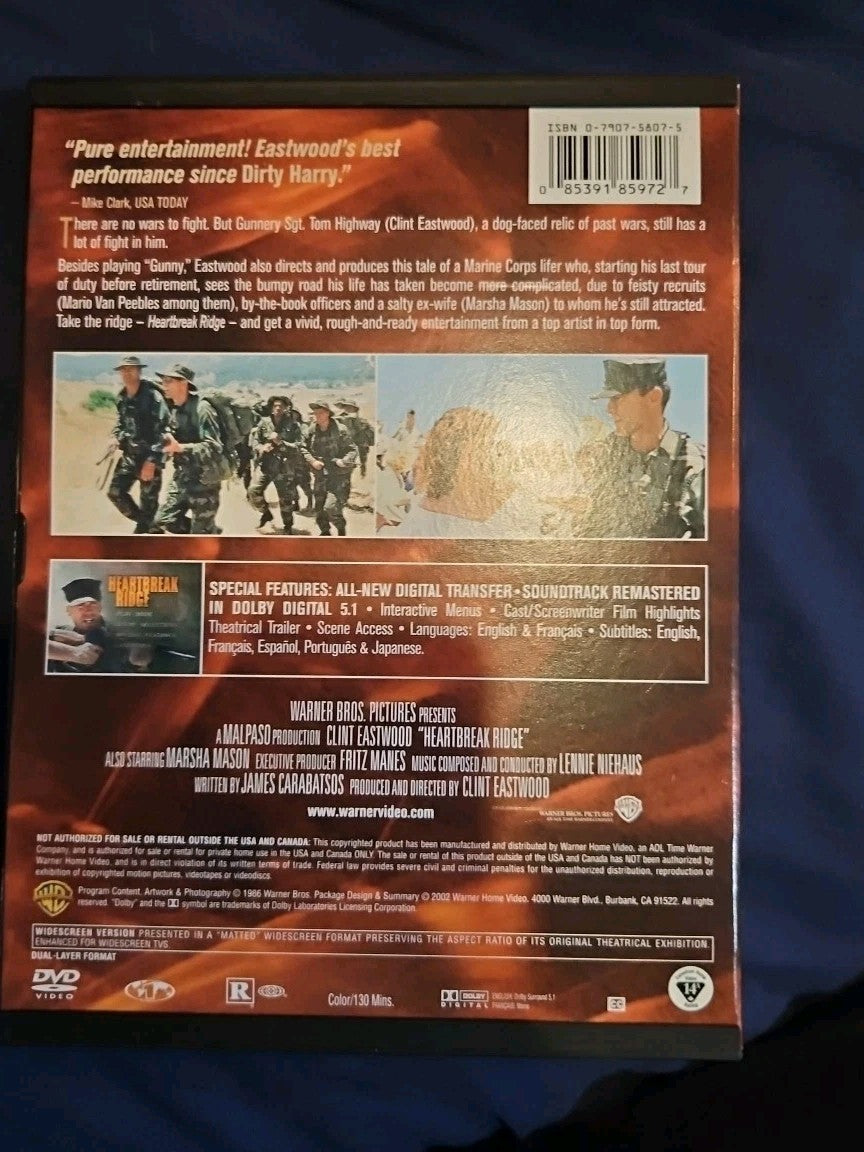 "Pure entertainment! Eastwood's best
performance since Dirty Harry."
– Mike Clark, USA TODAY
ISBN 0-7907-5807-5
0 85391 85972 7
There are no wars to fight. But Gunnery Sgt. Tom Highway (Clint Eastwood), a dog-faced relic of past wars, still has a
lot of fight in him.
Besides playing "Gunny," Eastwood also directs and produces this tale of a Marine Corps lifer who, starting his last tour
of duty before retirement, sees the bumpy road his life has taken become more complicated, due to feisty recruits
(Mario Van Peebles among them), by-the-book officers and a salty ex-wife (Marsha Mason) to whom he's still attracted.
Take the ridge – Heartbreak Ridge – and get a vivid, rough-and-ready entertainment from a top artist in top form.
HEARTBREAK
RIDGE
SPECIAL FEATURES: ALL-NEW DIGITAL TRANSFER • SOUNDTRACK REMASTERED
IN DOLBY DIGITAL 5.1 • Interactive Menus • Cast/Screenwriter Film Highlights
Theatrical Trailer • Scene Access • Languages: English & Français • Subtitles: English,
Français, Español, Português & Japanese.
WARNER BROS. PICTURES PRESENTS
A MALPASO PRODUCTION CLINT EASTWOOD "HEARTBREAK RIDGE"
ALSO STARRING MARSHA MASON EXECUTIVE PRODUCER FRITZ MANES MUSIC COMPOSED AND CONDUCTED BY LENNIE NIEHAUS
WRITTEN BY JAMES CARABATSOS PRODUCED AND DIRECTED BY CLINT EASTWOOD
www.warnervideo.com
WARNER BROS. PICTURES
NOT AUTHORIZED FOR SALE OR RENTAL OUTSIDE THE USA AND CANADA: This copyrighted product has been manufactured and distributed by Warner Home Video, an AOL Time Warner
Company, and is authorized for sale or rental for private home use in the USA and Canada ONLY. The sale or rental of this product outside of the USA and Canada has NOT been authorized by
Warner Home Video, and is in direct violation of its written terms of trade. Federal law provides severe civil and criminal penalties for the unauthorized distribution, reproduction or
exhibition of copyrighted motion pictures, videotapes or videodiscs.
Program Content, Artwork & Photography © 1986 Warner Bros. Package Design & Summary © 2002 Warner Home Video. 4000 Warner Blvd., Burbank, CA 91522. All rights
reserved. "Dolby" and the DD symbol are trademarks of Dolby Laboratories Licensing Corporation.
WIDESCREEN VERSION PRESENTED IN A "MATTED" WIDESCREEN FORMAT PRESERVING THE ASPECT RATIO OF ITS ORIGINAL THEATRICAL EXHIBITION.
ENHANCED FOR WIDESCREEN TVS.
DUAL-LAYER FORMAT
DVD
VIDEO
1
R
Color/130 Mins.
DOLBY
DIGITAL
ENGLISH: Dolby Surround 5.1
FRANÇAIS: Mono
CC
14A